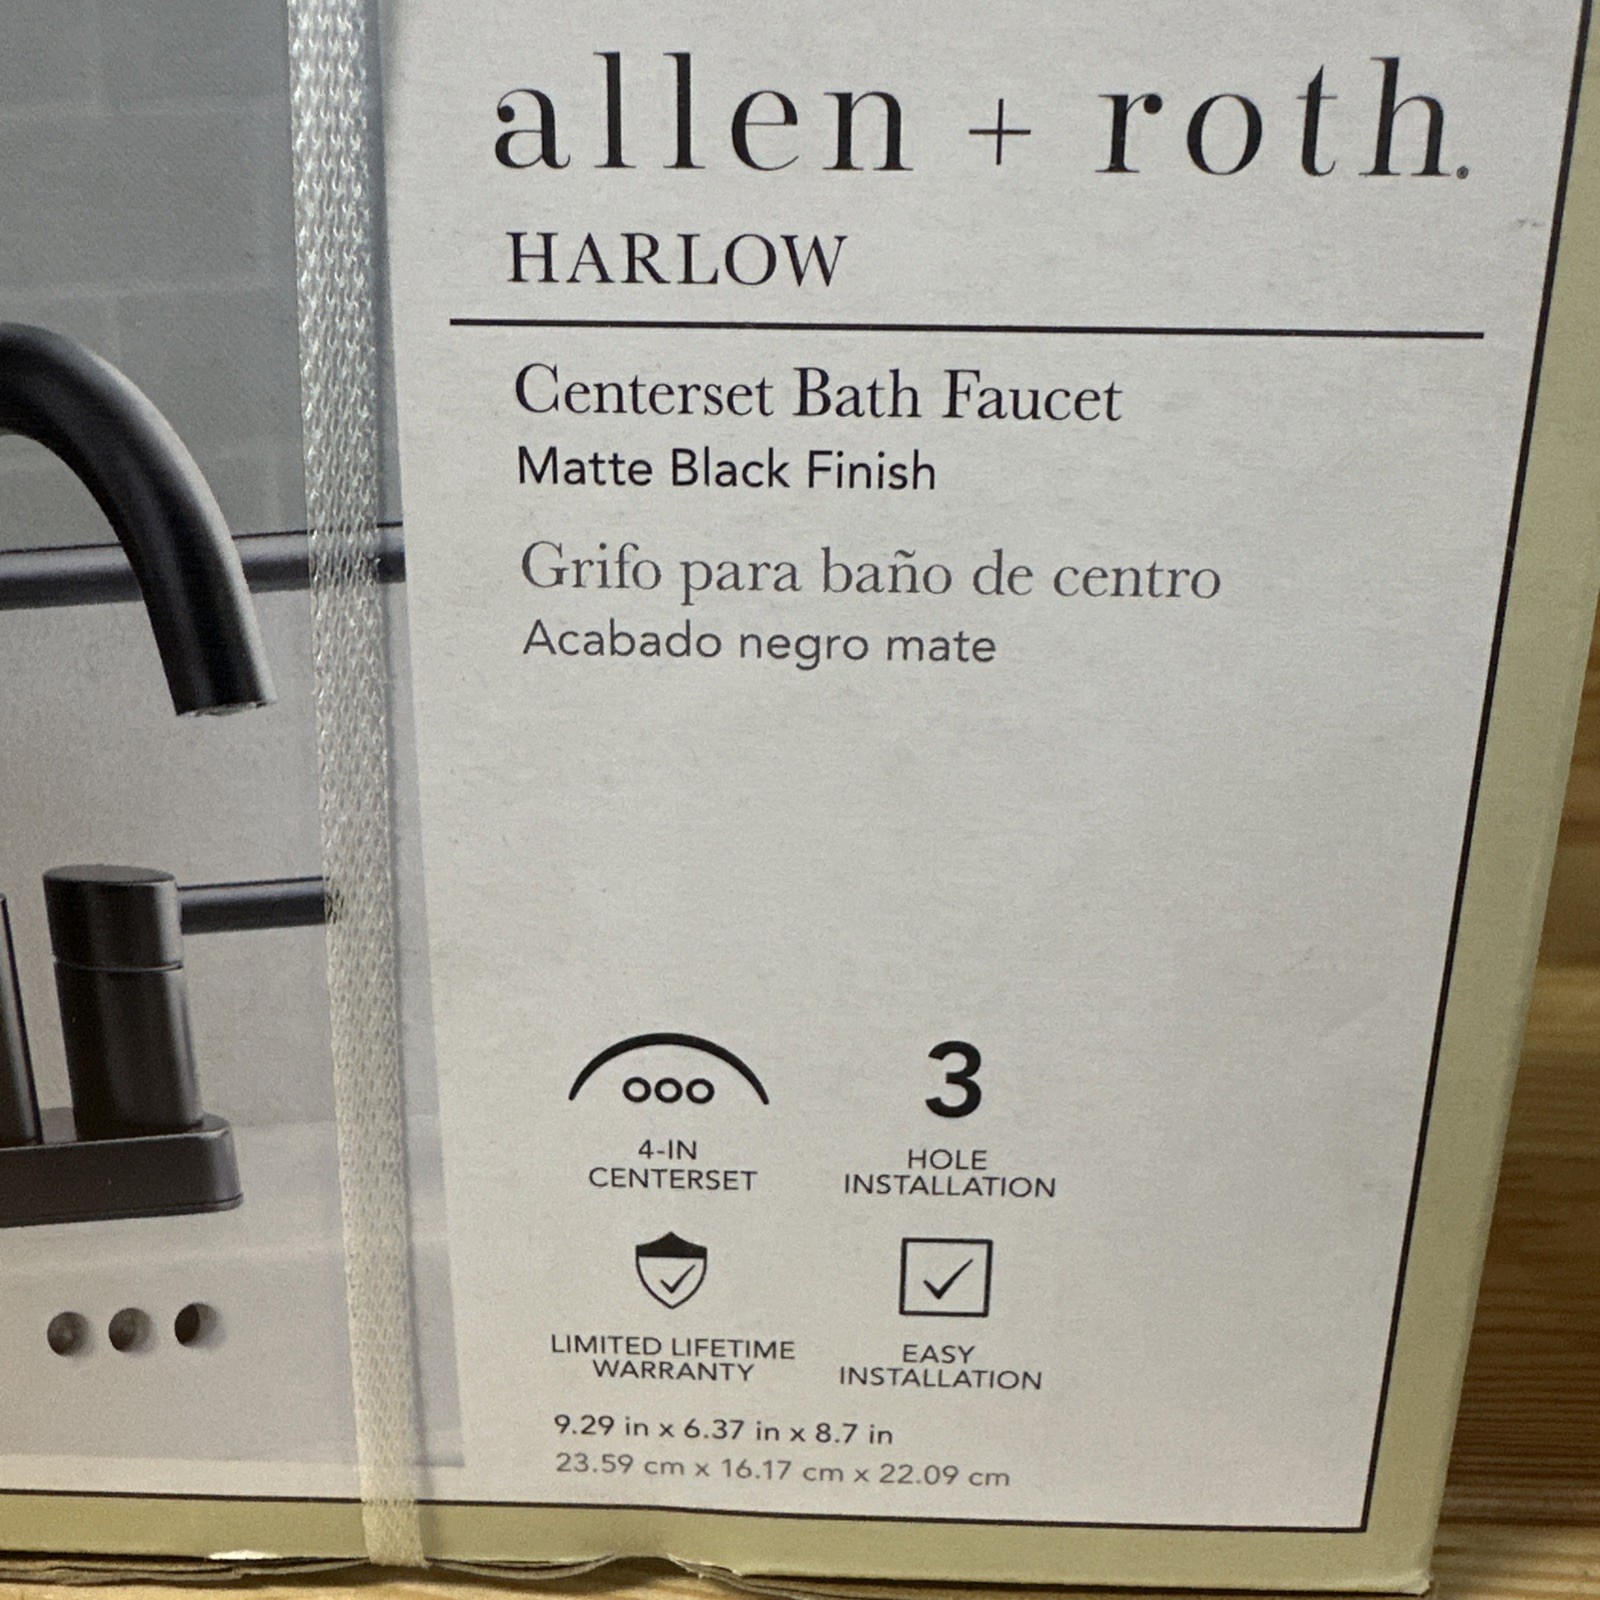 allen + roth®
HARLOW
Centerset Bath Faucet
Matte Black Finish
Grifo para baño de centro
Acabado negro mate
4-IN
CENTERSET
3
HOLE
INSTALLATION
LIMITED LIFETIME
WARRANTY
EASY
INSTALLATION
9.29 in x 6.37 in x 8.7 in
23.59 cm x 16.17 cm x 22.09 cm